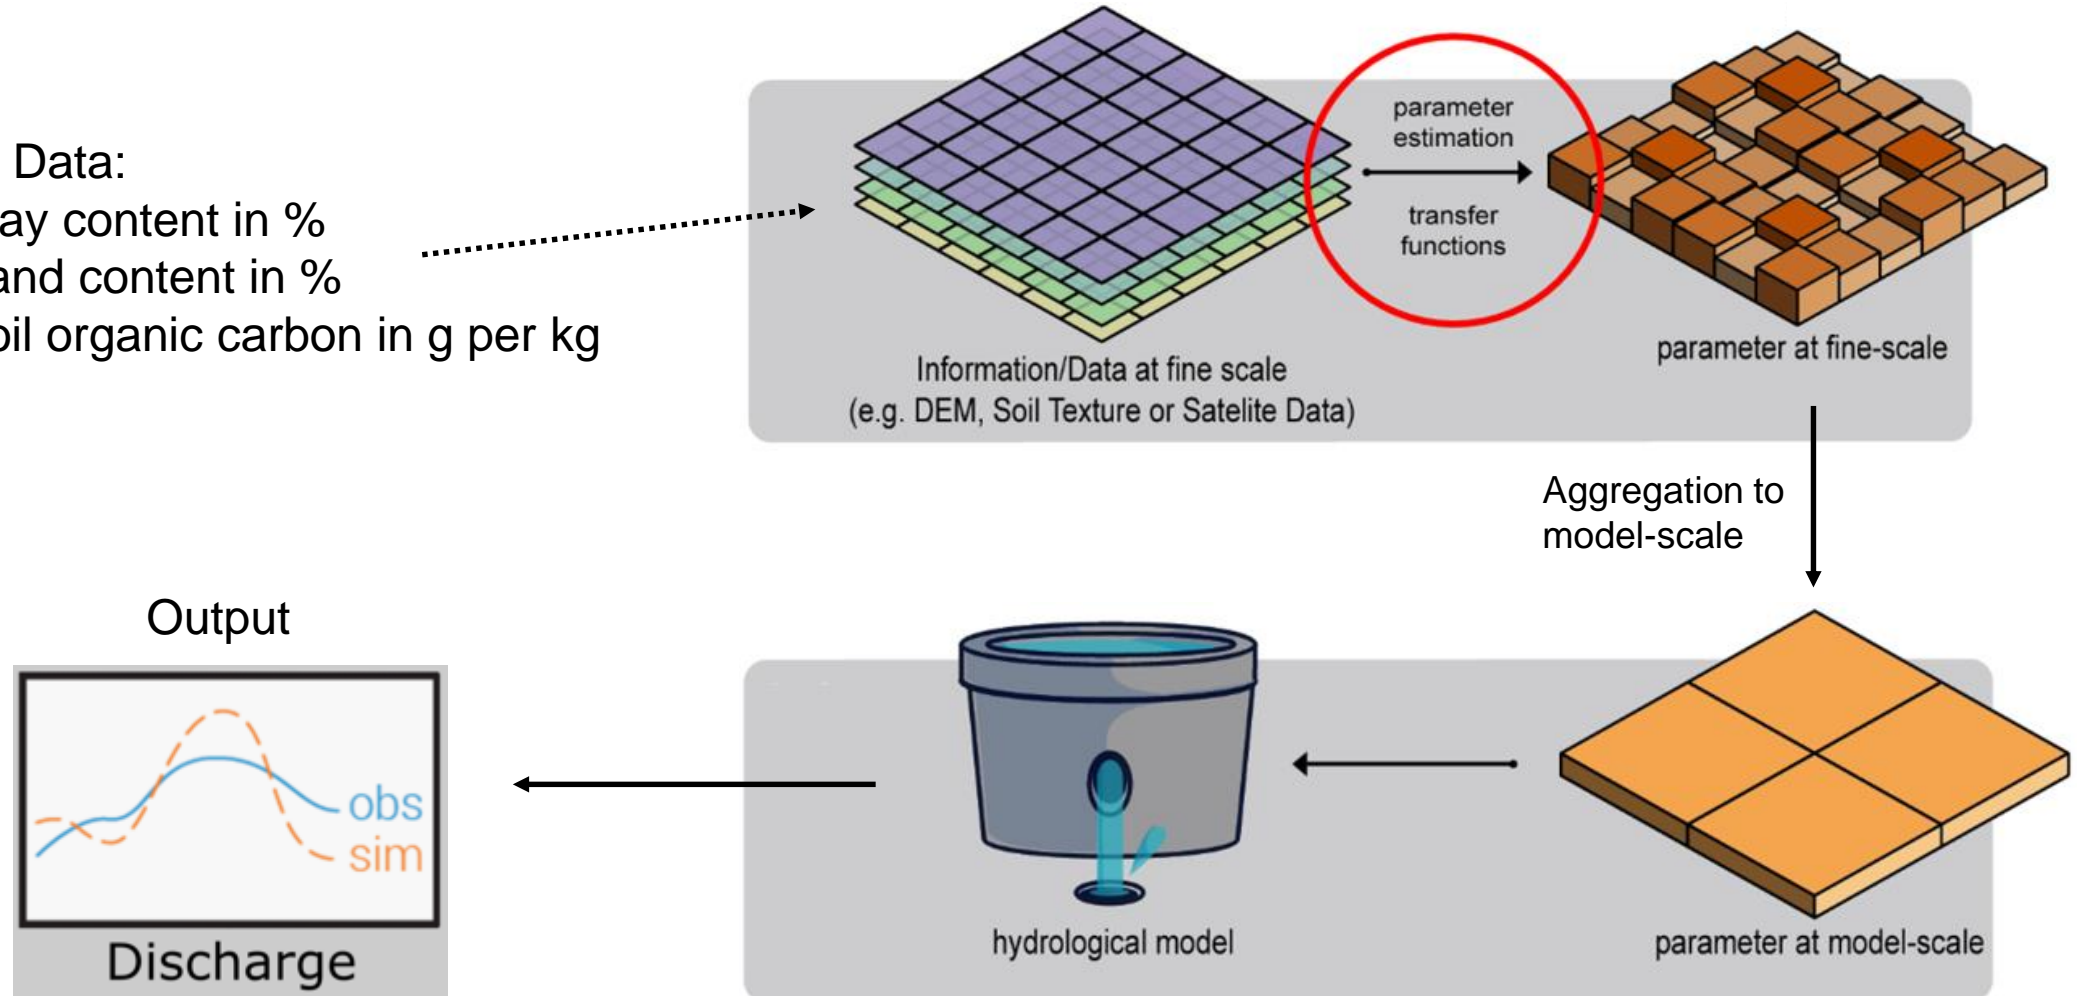 Data:
ay content in %
and content in %
oil organic carbon in g per kg
parameter
estimation
transfer
functions
Information/Data at fine scale
(e.g. DEM, Soil Texture or Satelite Data)
parameter at fine-scale
Aggregation to
model-scale
Output
obs
sim
Discharge
hydrological model
parameter at model-scale